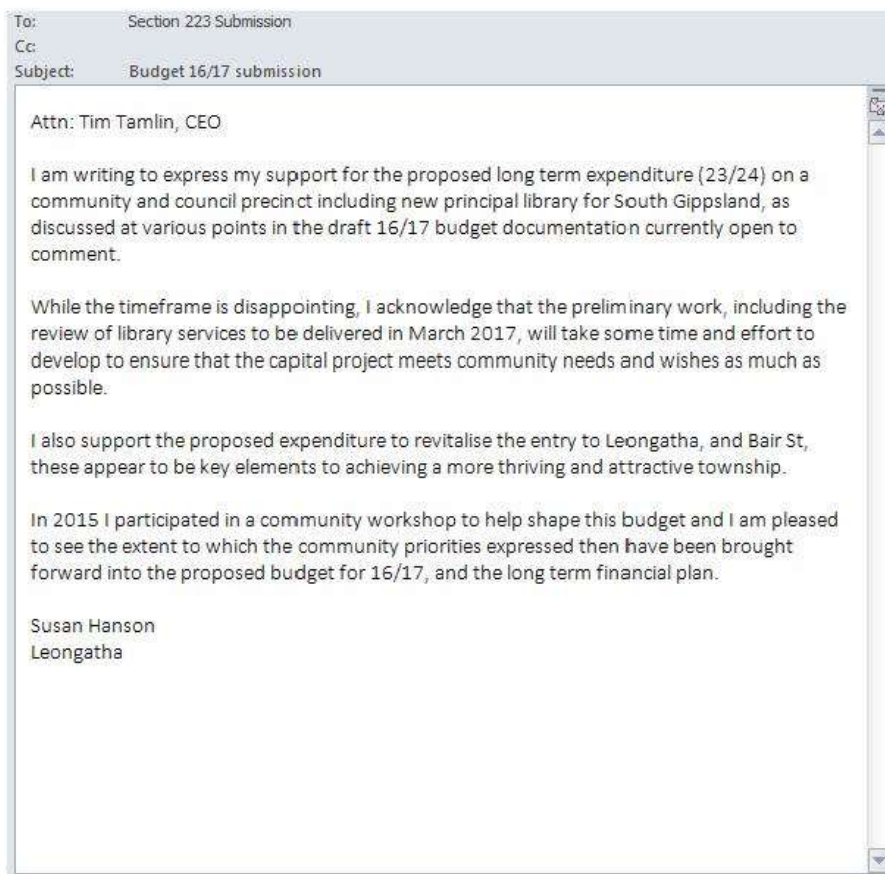 To: Section 223 Submission
Cc:
Subject: Budget 16/17 submission
Attn: Tim Tamlin, CEO
I am writing to express my support for the proposed long term expenditure (23/24) on a
community and council precinct including new principal library for South Gippsland, as
discussed at various points in the draft 16/17 budget documentation currently open to
comment.
While the timeframe is disappointing, I acknowledge that the preliminary work, including the
review of library services to be delivered in March 2017, will take some time and effort to
develop to ensure that the capital project meets community needs and wishes as much as
possible.
I also support the proposed expenditure to revitalise the entry to Leongatha, and Bair St,
these appear to be key elements to achieving a more thriving and attractive township.
In 2015 I participated in a community workshop to help shape this budget and I am pleased
to see the extent to which the community priorities expressed then have been brought
forward into the proposed budget for 16/17, and the long term financial plan.
Susan Hanson
Leongatha